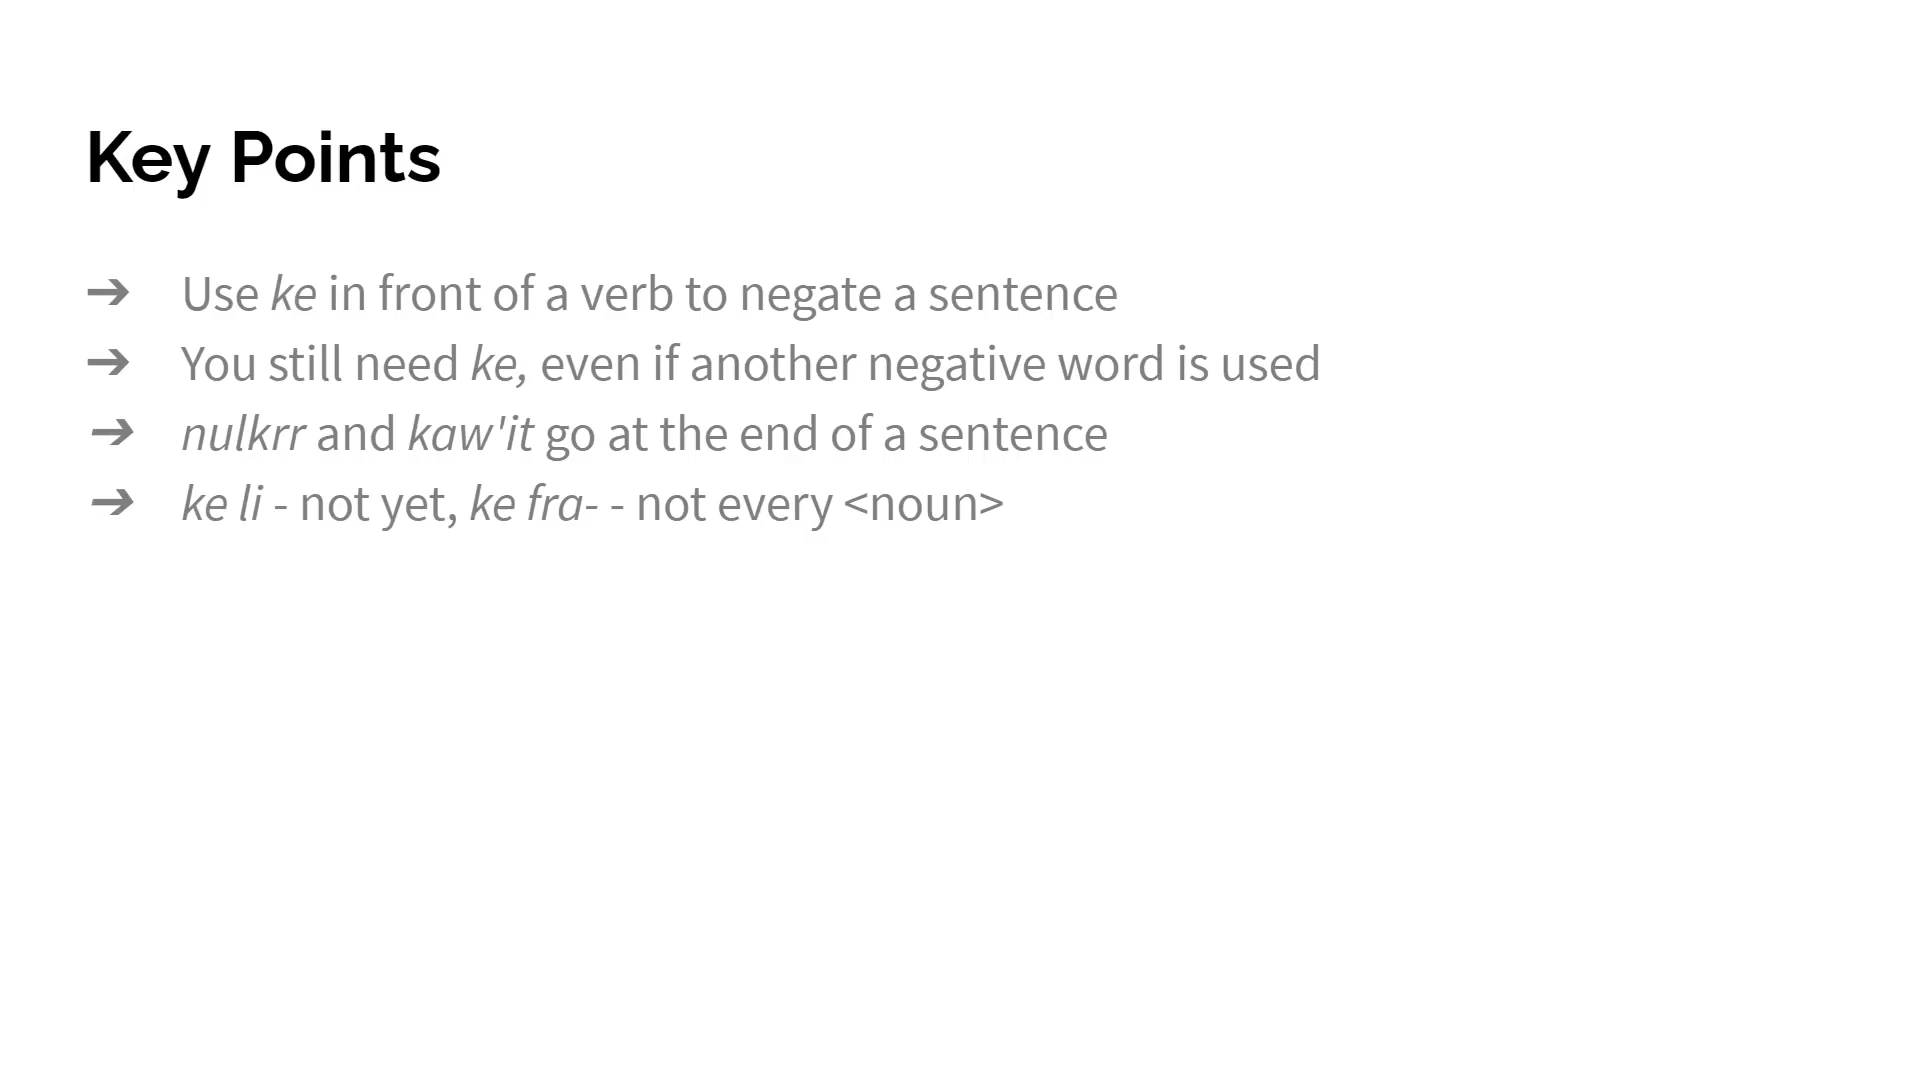 Key Points
➔ Use ke in front of a verb to negate a sentence
➔ You still need ke, even if another negative word is used
➔ nulkrr and kaw'it go at the end of a sentence
➔ ke li - not yet, ke fra- - not every <noun>